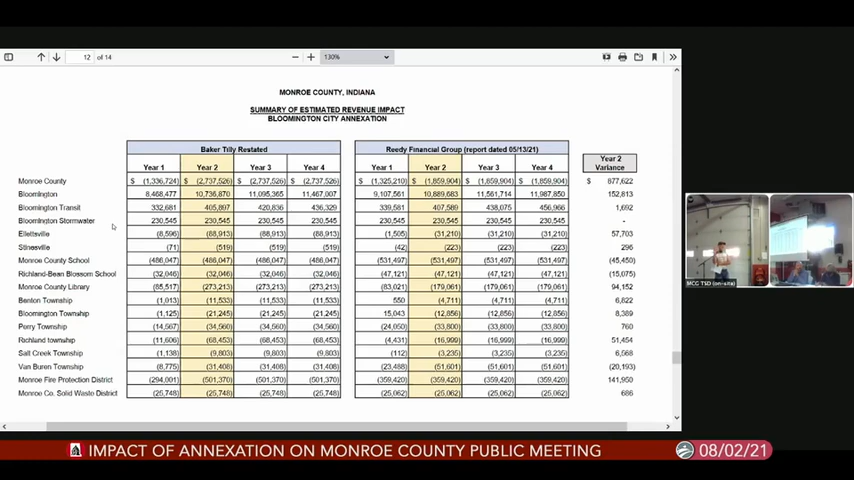 12 of 14
130%
MONROE COUNTY, INDIANA
SUMMARY OF ESTIMATED REVENUE IMPACT
BLOOMINGTON CITY ANNEXATION
Baker Tilly Restated Reedy Financial Group (report dated 05/13/21)
Year 1 Year 2 Year 3 Year 4 Year 1 Year 2 Year 3 Year 4 Year 2 Variance
Monroe County $ (1,336,724) $ (2,737,526) $ (2,737,526) $ (2,737,526) $ (1,325,210) $ (1,859,904) $ (1,859,904) $ (1,859,904) $ 877,622
Bloomington 8,468,477 10,736,870 11,095,365 11,467,007 9,107,561 10,889,683 11,561,714 11,987,850 152,813
Bloomington Transit 332,681 405,897 420,836 436,329 339,581 407,589 438,075 456,966 1,692
Bloomington Stormwater 230,545 230,545 230,545 230,545 230,545 230,545 230,545 230,545 -
Ellettsville (8,596) (88,913) (88,913) (88,913) (1,505) (31,210) (31,210) (31,210) 57,703
Stinesville (71) (519) (519) (519) (42) (223) (223) (223) 296
Monroe County School (486,047) (486,047) (486,047) (486,047) (531,497) (531,497) (531,497) (531,497) (45,450)
Richland-Bean Blossom School (32,046) (32,046) (32,046) (32,046) (47,121) (47,121) (47,121) (47,121) (15,075)
Monroe County Library (85,517) (273,213) (273,213) (273,213) (83,021) (179,061) (179,061) (179,061) 94,152
Benton Township (1,013) (11,533) (11,533) (11,533) 550 (4,711) (4,711) (4,711) 6,822
Bloomington Township (1,125) (21,245) (21,245) (21,245) 15,043 (12,856) (12,856) (12,856) 8,389
Perry Township (14,567) (34,560) (34,560) (34,560) (24,050) (33,800) (33,800) (33,800) 760
Richland township (11,606) (68,453) (68,453) (68,453) (4,431) (16,999) (16,999) (16,999) 51,454
Salt Creek Township (1,138) (9,803) (9,803) (9,803) (112) (3,235) (3,235) (3,235) 6,568
Van Buren Township (8,775) (31,408) (31,408) (31,408) (23,488) (51,601) (51,601) (51,601) (20,193)
Monroe Fire Protection District (294,001) (501,370) (501,370) (501,370) (359,420) (359,420) (359,420) (359,420) 141,950
Monroe Co. Solid Waste District (25,748) (25,748) (25,748) (25,748) (25,062) (25,062) (25,062) (25,062) 686
MCG TSD (on-site)
IMPACT OF ANNEXATION ON MONROE COUNTY PUBLIC MEETING 08/02/21